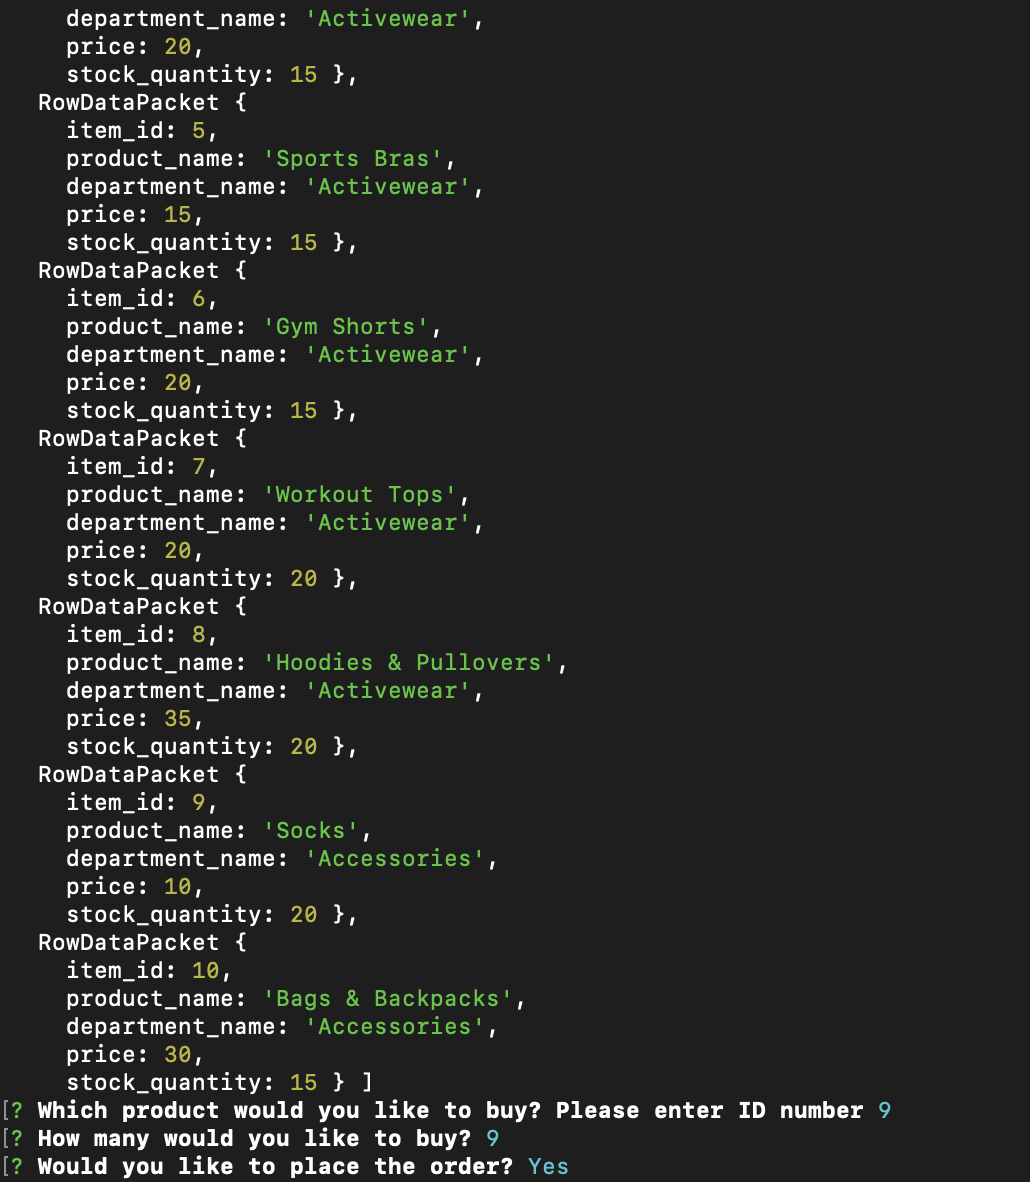 department_name: 'Activewear',
price: 20,
stock_quantity: 15 },
RowDataPacket {
item_id: 5,
product_name: 'Sports Bras',
department_name: 'Activewear',
price: 15,
stock_quantity: 15 },
RowDataPacket {
item_id: 6,
product_name: 'Gym Shorts',
department_name: 'Activewear',
price: 20,
stock_quantity: 15 },
RowDataPacket {
item_id: 7,
product_name: 'Workout Tops',
department_name: 'Activewear',
price: 20,
stock_quantity: 20 },
RowDataPacket {
item_id: 8,
product_name: 'Hoodies & Pullovers',
department_name: 'Activewear',
price: 35,
stock_quantity: 20 },
RowDataPacket {
item_id: 9,
product_name: 'Socks',
department_name: 'Accessories',
price: 10,
stock_quantity: 20 },
RowDataPacket {
item_id: 10,
product_name: 'Bags & Backpacks',
department_name: 'Accessories',
price: 30,
stock_quantity: 15 } ]
[? Which product would you like to buy? Please enter ID number 9
[? How many would you like to buy? 9
[? Would you like to place the order? Yes